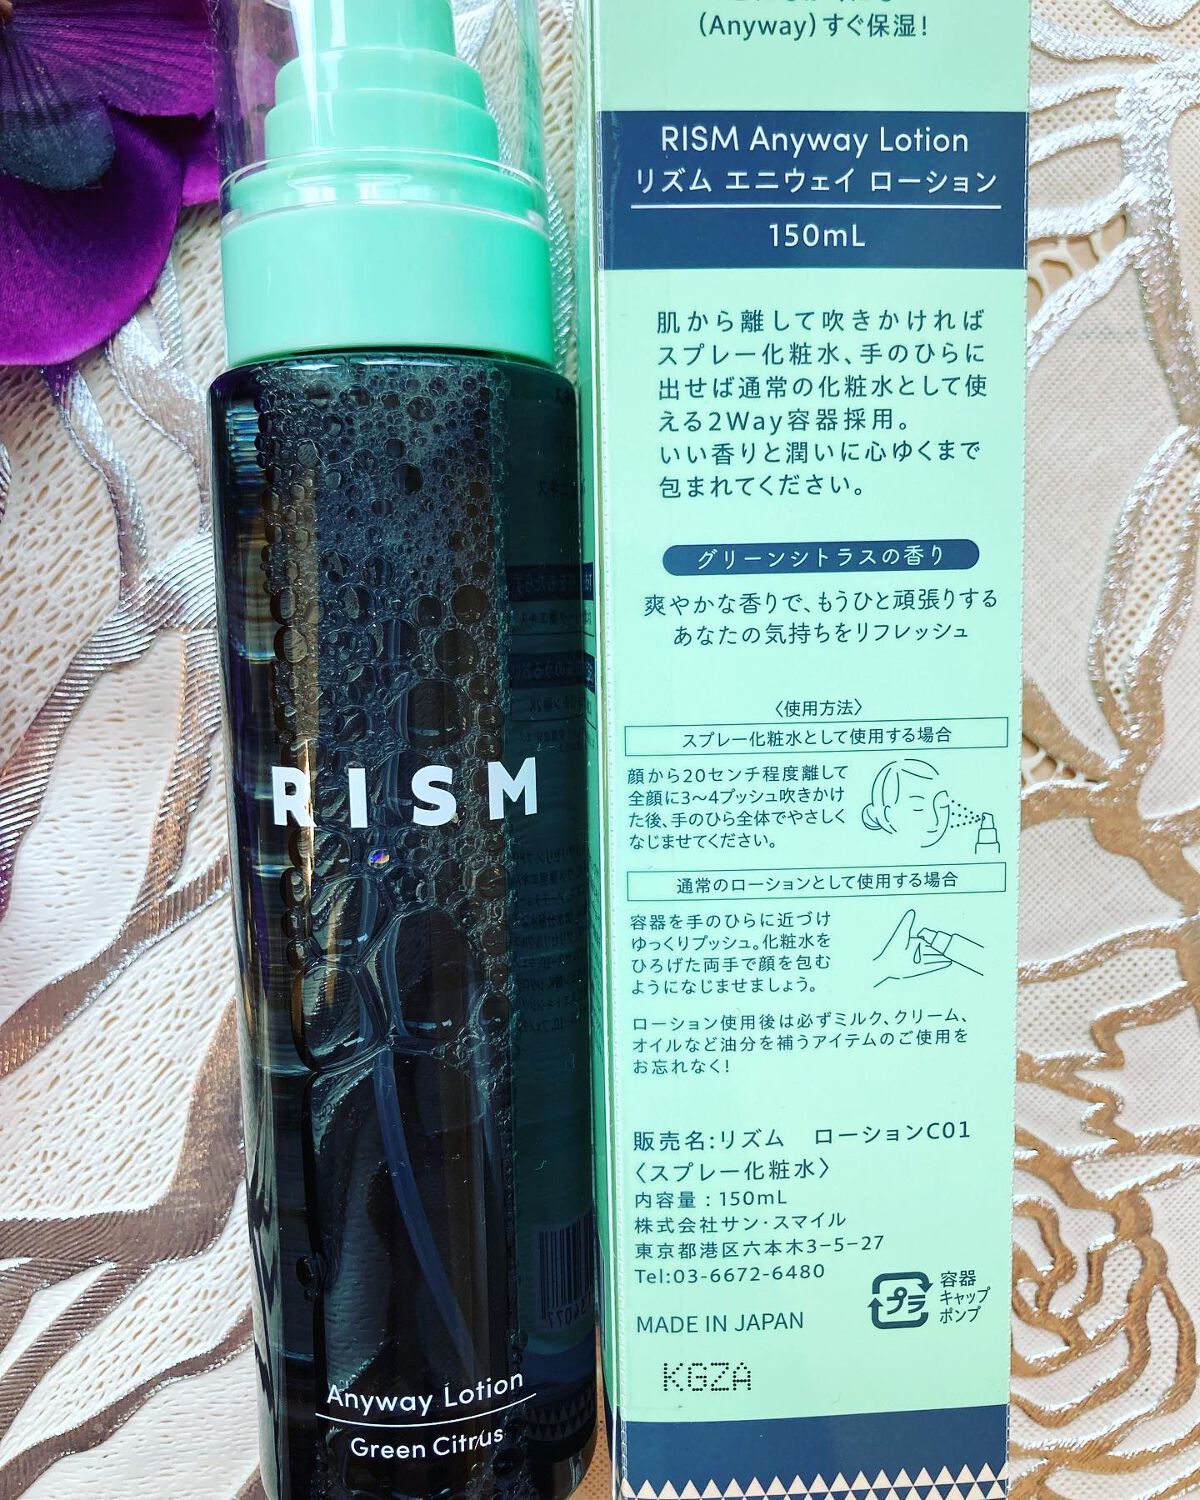 RISM
Anyway Lotion
Green Citrus
(Anyway)すぐ保湿!
RISM Anyway Lotion
リズム エニウェイ ローション
150mL
肌から離して吹きかければ
スプレー化粧水、手のひらに
出せば通常の化粧水として使
える2Way容器採用。
いい香りと潤いに心ゆくまで
包まれてください。
グリーンシトラスの香り
爽やかな香りで、もうひと頑張りする
あなたの気持ちをリフレッシュ
〈使用方法〉
スプレー化粧水として使用する場合
顔から20センチ程度離して
全顔に3〜4プッシュ吹きかけ
た後、手のひら全体でやさしく
なじませてください。
通常のローションとして使用する場合
容器を手のひらに近づけ
ゆっくりプッシュ。化粧水を
ひろげた両手で顔を包む
ようになじませましょう。
ローション使用後は必ずミルク、クリーム、
オイルなど油分を補うアイテムのご使用を
お忘れなく!
販売名:リズム ローションC01
〈スプレー化粧水〉
内容量:150mL
株式会社サン・スマイル
東京都港区六本木3-5-27
Tel:03-6672-6480
プラ
容器
キャップ
ポンプ
MADE IN JAPAN
KGZA